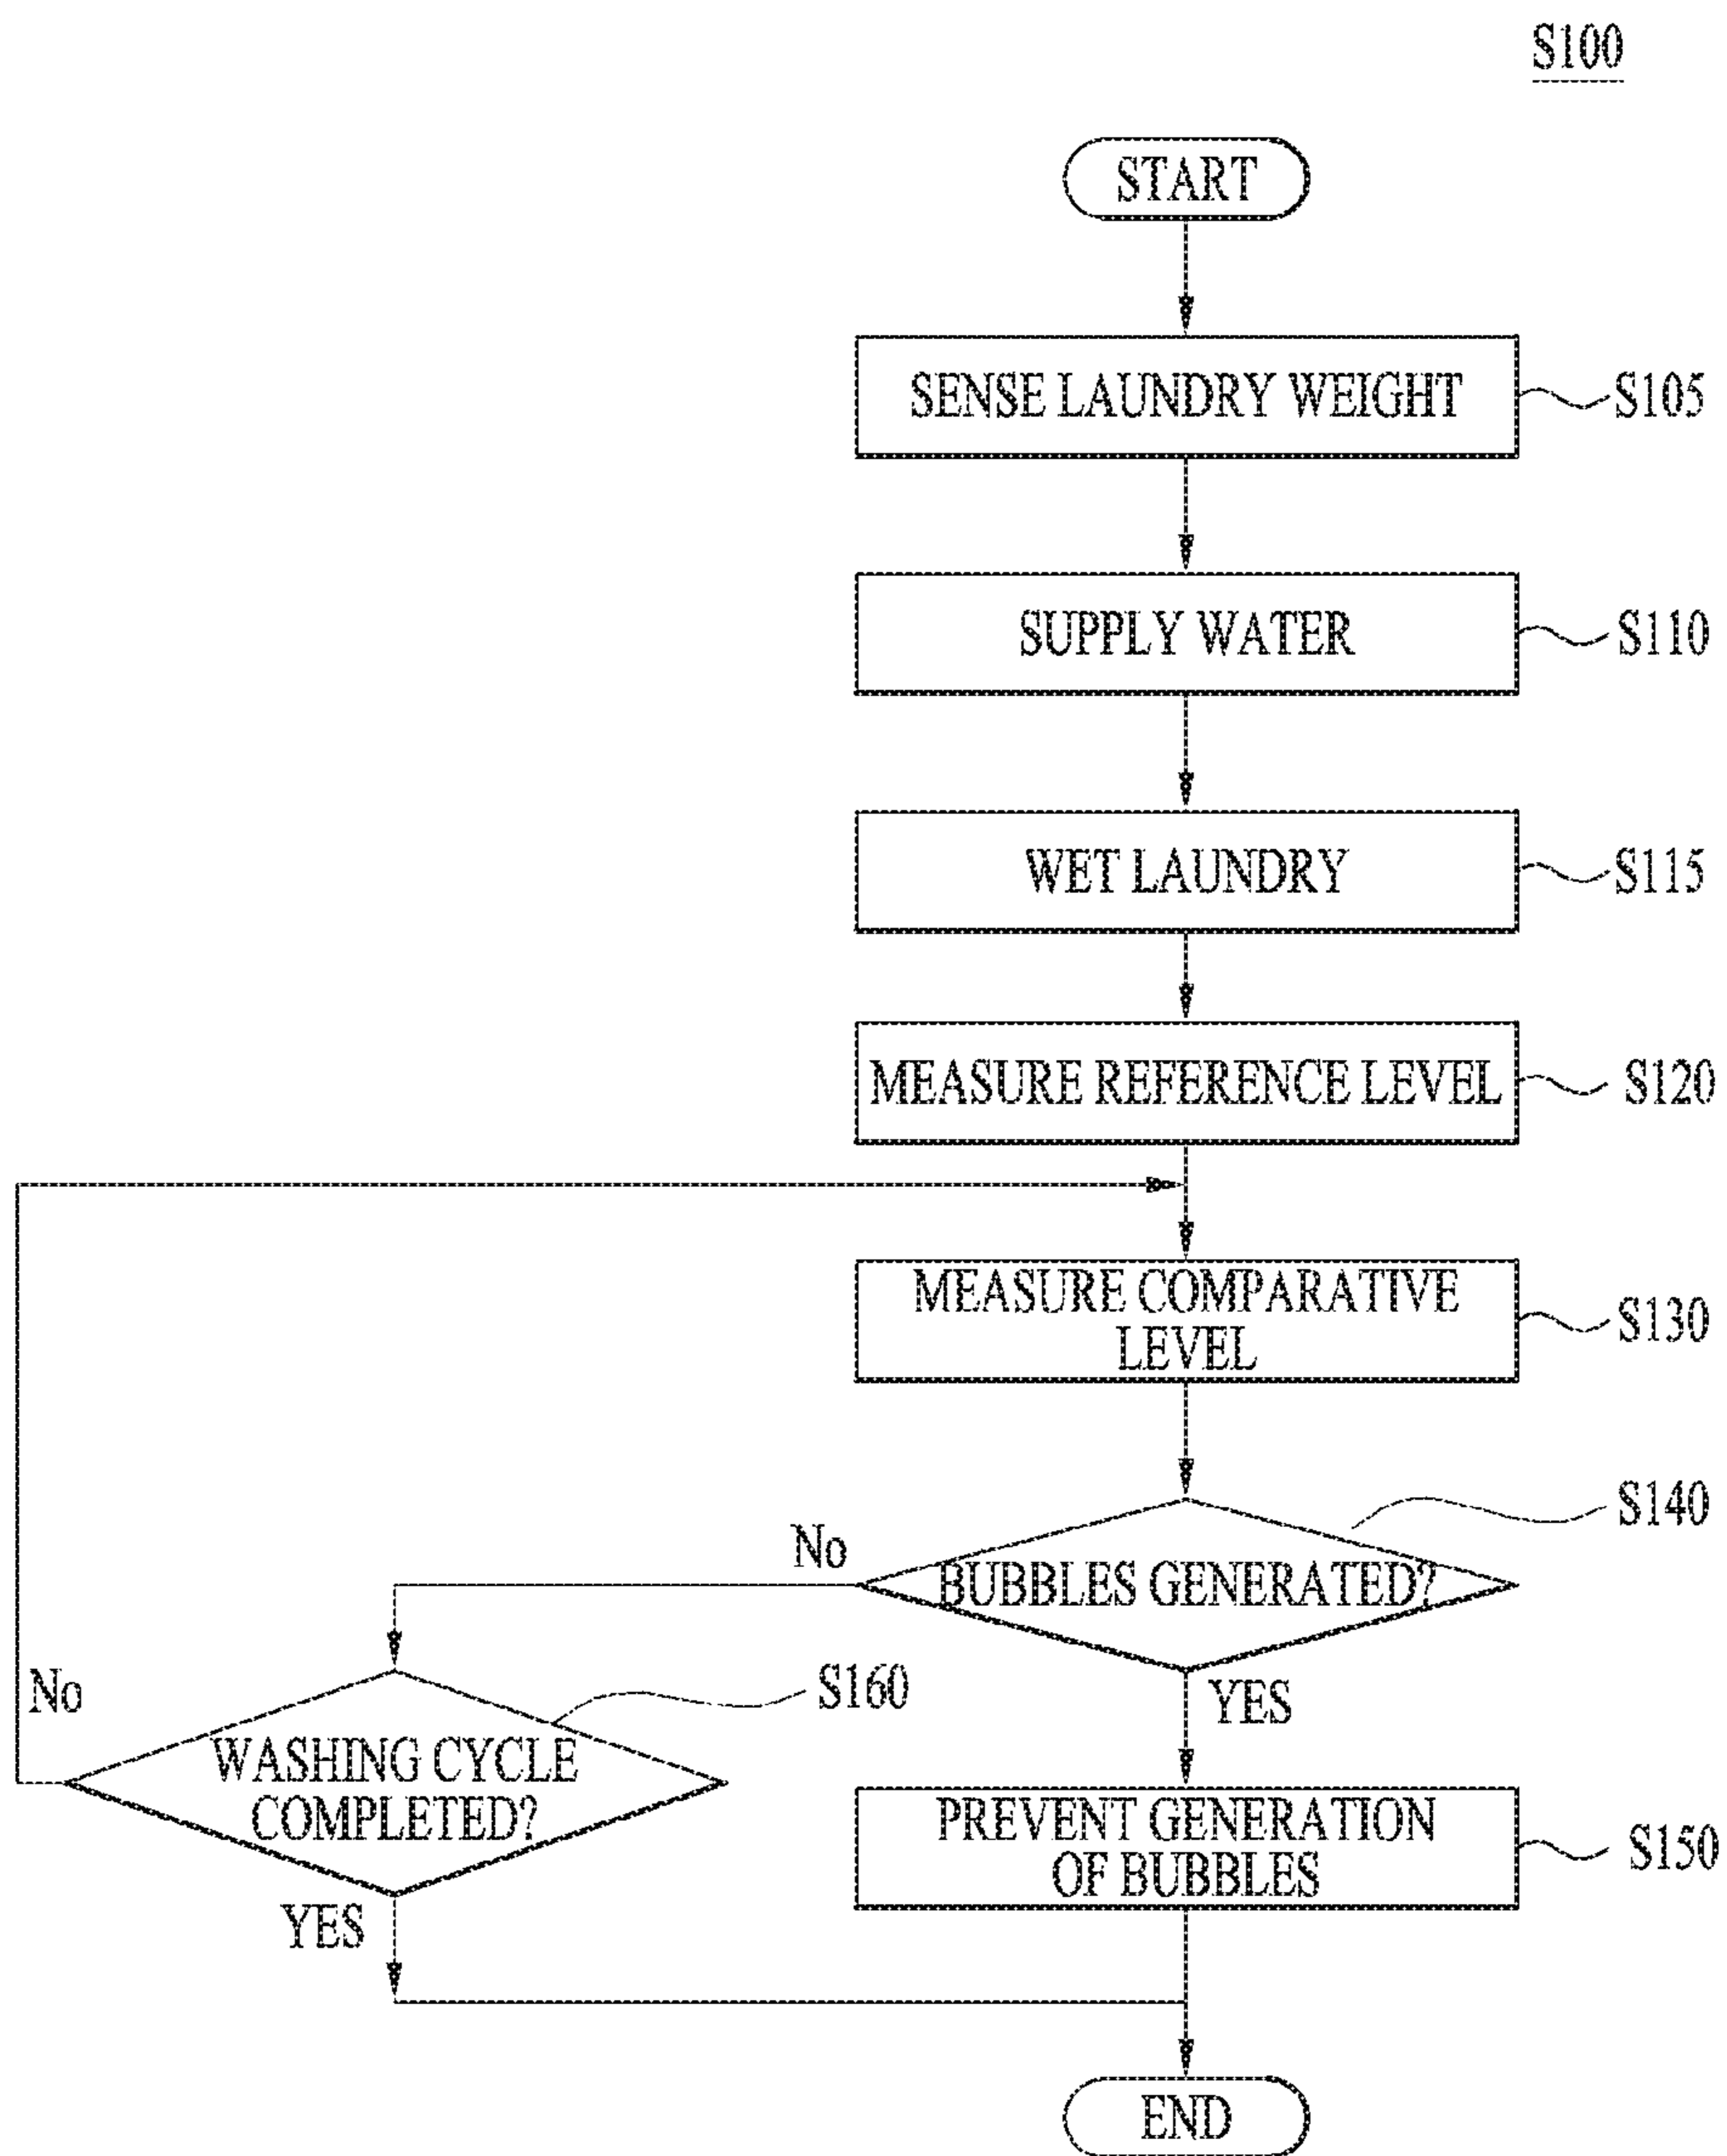 S100
START
SENSE LAUNDRY WEIGHT
S105
SUPPLY WATER
S110
WET LAUNDRY
S115
MEASURE REFERENCE LEVEL
S120
MEASURE COMPARATIVE
LEVEL
S130
S140
No
BUBBLES GENERATED?
No
S160
YES
WASHING CYCLE
COMPLETED?
PREVENT GENERATION
OF BUBBLES
S150
YES
END